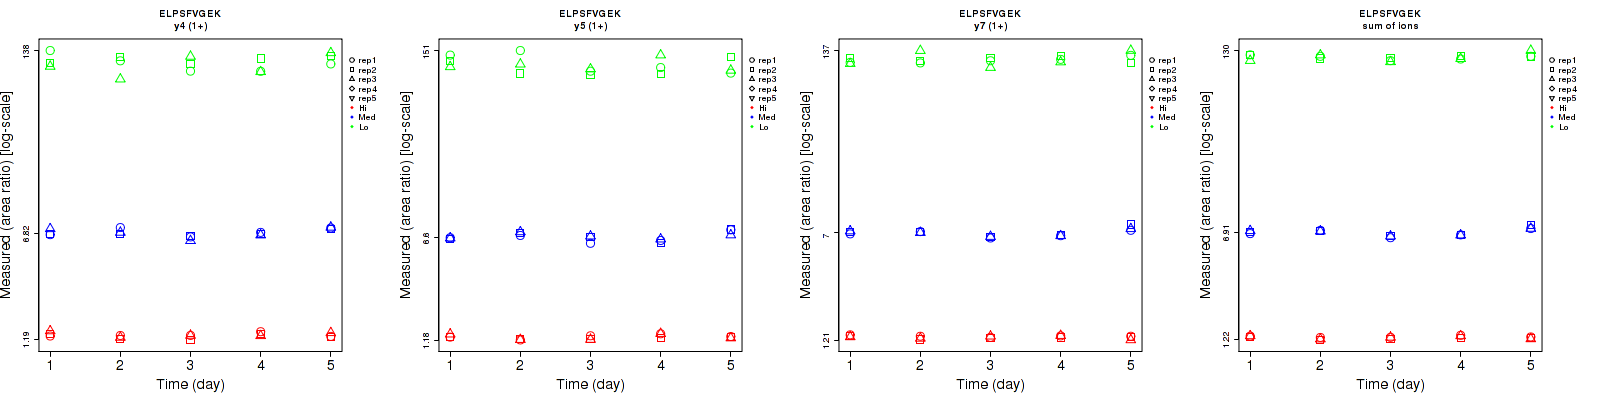 ELPSFVGEK
y4 (1+)
Measured (area ratio) [log-scale]
138
6.82
1.19
1 2 3 4 5
Time (day)
rep1
rep2
rep3
rep4
rep5
Hi
Med
Lo
ELPSFVGEK
y5 (1+)
Measured (area ratio) [log-scale]
151
6.6
1.18
1 2 3 4 5
Time (day)
rep1
rep2
rep3
rep4
rep5
Hi
Med
Lo
ELPSFVGEK
y7 (1+)
Measured (area ratio) [log-scale]
137
7
1.21
1 2 3 4 5
Time (day)
rep1
rep2
rep3
rep4
rep5
Hi
Med
Lo
ELPSFVGEK
sum of ions
Measured (area ratio) [log-scale]
130
6.91
1.22
1 2 3 4 5
Time (day)
rep1
rep2
rep3
rep4
rep5
Hi
Med
Lo